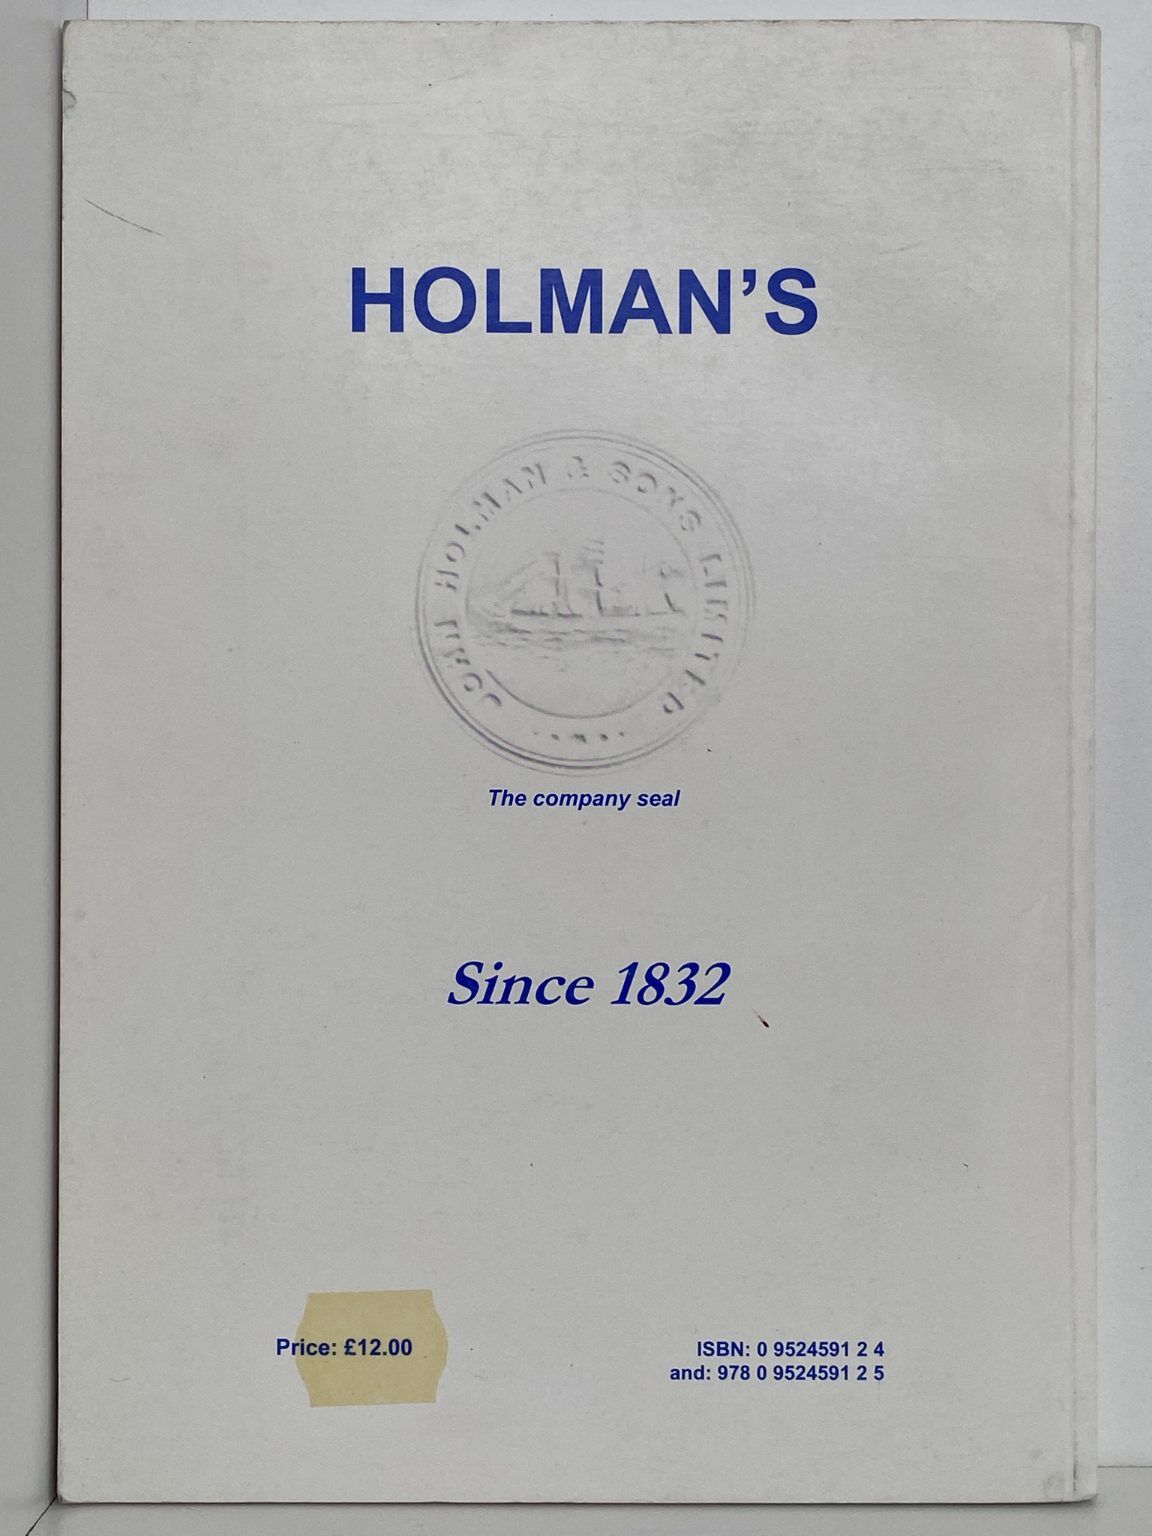 HOLMAN’S
JOHN HOLMAN & SONS LIMITED
The company seal
Since 1832
Price: £12.00
ISBN: 0 9524591 2 4
and: 978 0 9524591 2 5